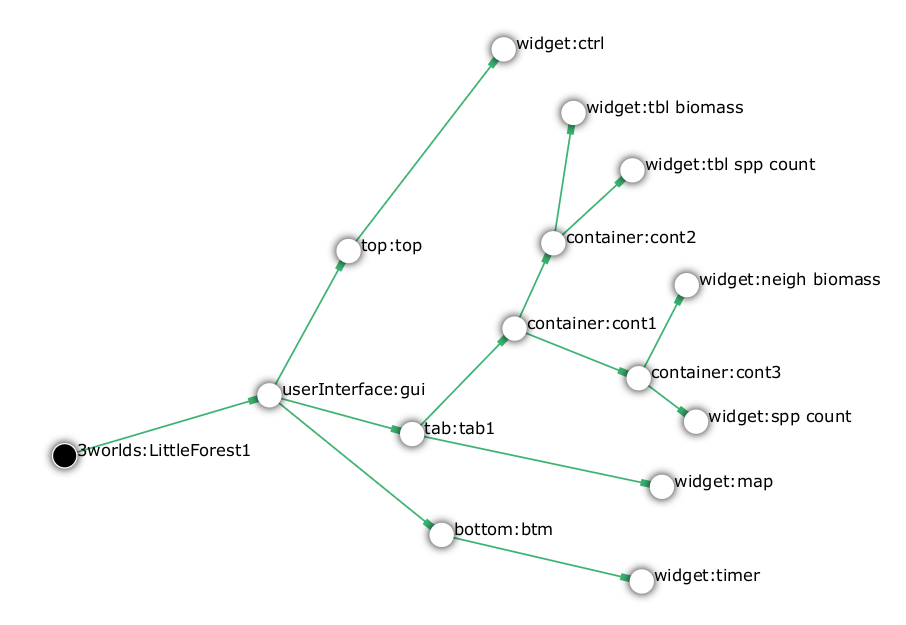 widget:ctrl
widget:tbl biomass
widget:tbl spp count
container:cont2
top:top
widget:neigh biomass
container:cont1
container:cont3
userInterface:gui
widget:spp count
tab:tab1
3worlds:LittleForest1
widget:map
bottom:btm
widget:timer